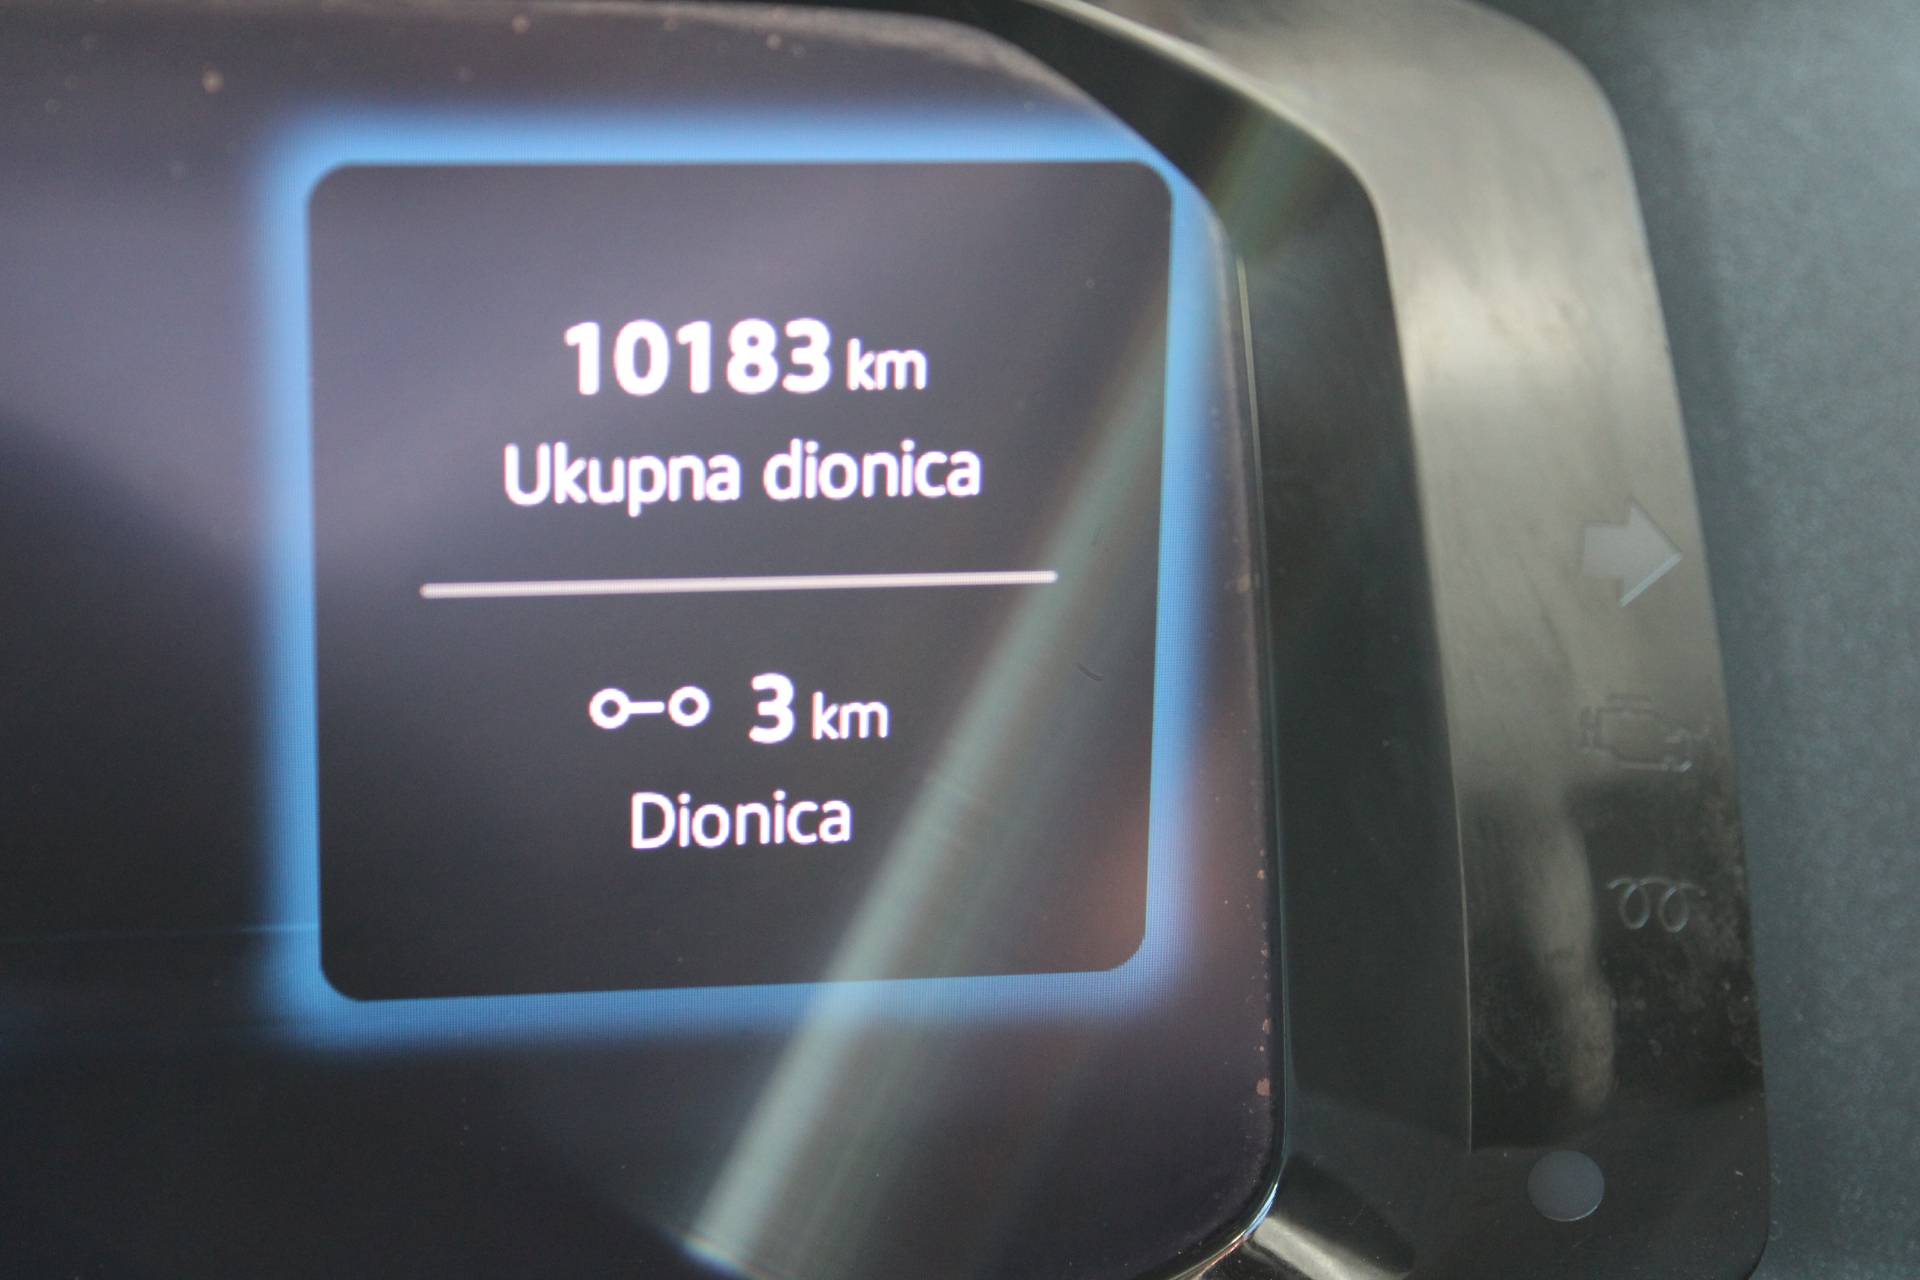 10183 km
Ukupna dionica
3 km
Dionica